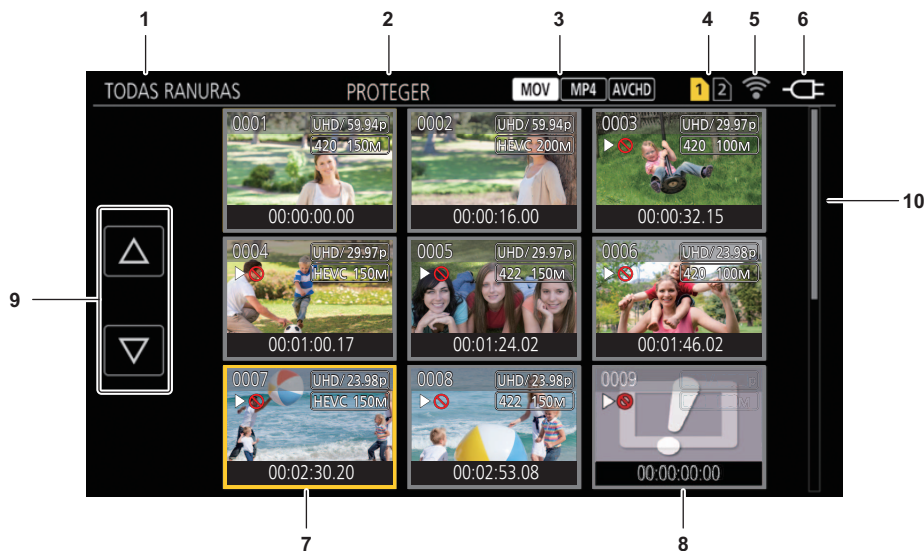 1 2 3 4 5 6
TODAS RANURAS PROTEGER MOV MP4 AVCHD 1 2
0001 UHD/59.94p
420 150M
00:00:00.00
0002 UHD/59.94p
HEVC 200M
00:00:16.00
0003 UHD/29.97p
420 100M
00:00:32.15
10
0004 UHD/29.97p
HEVC 150M
00:01:00.17
0005 UHD/29.97p
422 150M
00:01:24.02
0006 UHD/23.98p
420 100M
00:01:46.02
9
0007 UHD/23.98p
HEVC 150M
00:02:30.20
0008 UHD/23.98p
422 150M
00:02:53.08
0009
00:00:00:00
7 8